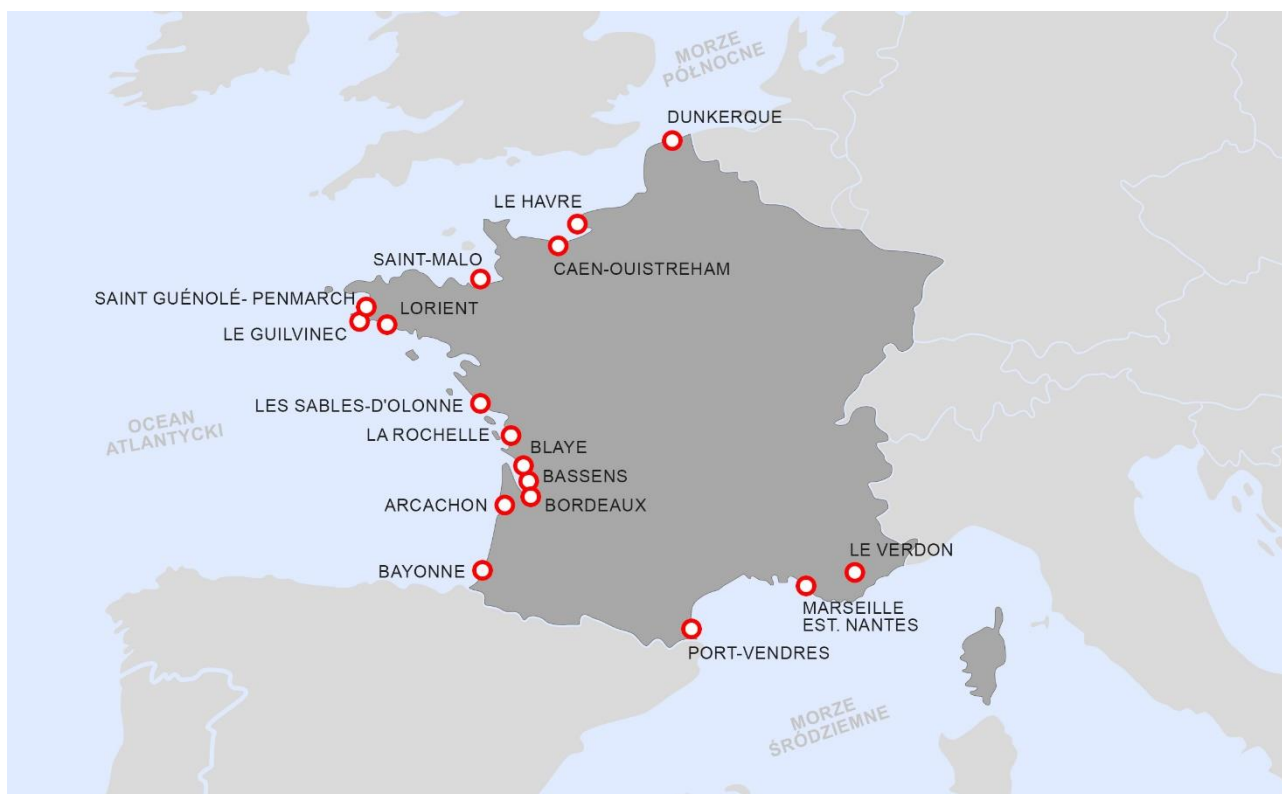 MORZE
PÓŁNOCNE
DUNKERQUE
LE HAVRE
CAEN-OUISTREHAM
SAINT-MALO
SAINT GUÉNOLÉ- PENMARCH
LORIENT
LE GUILVINEC
LES SABLES-D'OLONNE
OCEAN
ATLANTYCKI
LA ROCHELLE
BLAYE
BASSENS
ARCACHON
BORDEAUX
LE VERDON
BAYONNE
MARSEILLE
EST. NANTES
PORT-VENDRES
MORZE
ŚRÓDZIEMNE